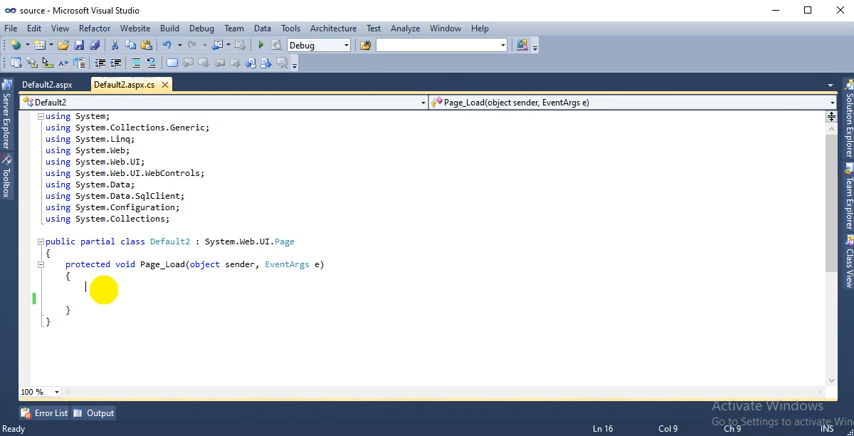 source - Microsoft Visual Studio
File Edit View Refactor Website Build Debug Team Data Tools Architecture Test Analyze Window Help
Debug
Default2.aspx Default2.aspx.cs
Default2 Page_Load(object sender, EventArgs e)
using System;
using System.Collections.Generic;
using System.Linq;
using System.Web;
using System.Web.UI;
using System.Web.UI.WebControls;
using System.Data;
using System.Data.SqlClient;
using System.Configuration;
using System.Collections;
public partial class Default2 : System.Web.UI.Page
{
protected void Page_Load(object sender, EventArgs e)
{
}
}
Server Explorer
Toolbox
Solution Explorer
Team Explorer
Class View
100 %
Error List Output
Activate Windows
Go to Settings to activate Win
Ready Ln 16 Col 9 Ch 9 INS